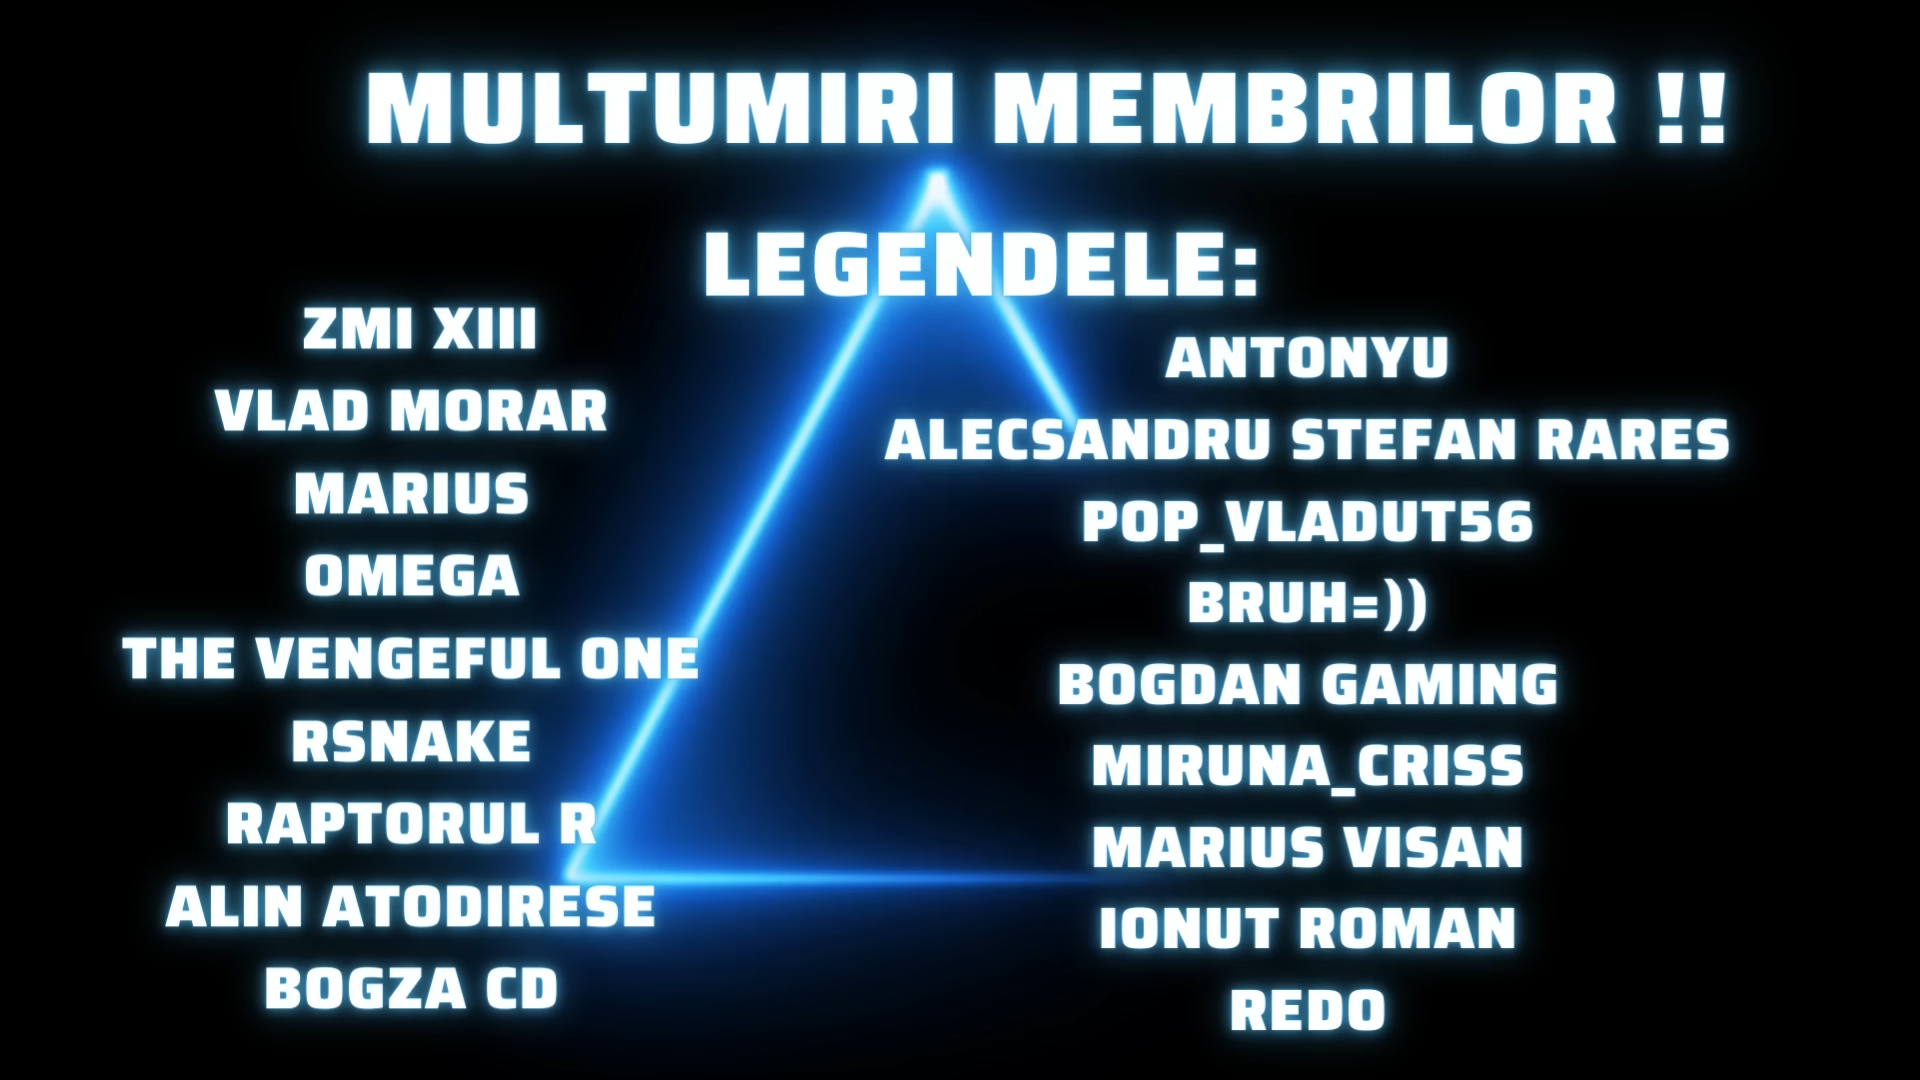 MULTUMIRI MEMBRILOR !!
LEGENDELE:
ZMI XIII
VLAD MORAR
MARIUS
OMEGA
THE VENGEFUL ONE
RSNAKE
RAPTORUL R
ALIN ATODIRESE
BOGZA CD
ANTONYU
ALECSANDRU STEFAN RARES
POP_VLADUT56
BRUH=))
BOGDAN GAMING
MIRUNA_CRISS
MARIUS VISAN
IONUT ROMAN
REDO